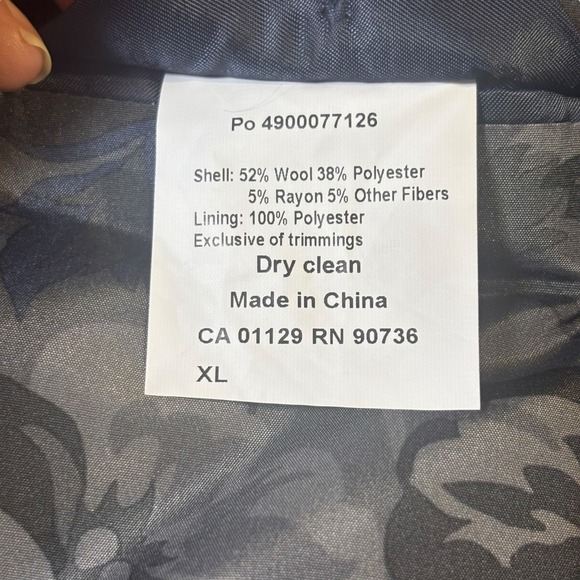 Po 4900077126
Shell: 52% Wool 38% Polyester
5% Rayon 5% Other Fibers
Lining: 100% Polyester
Exclusive of trimmings
Dry clean
Made in China
CA 01129 RN 90736
XL